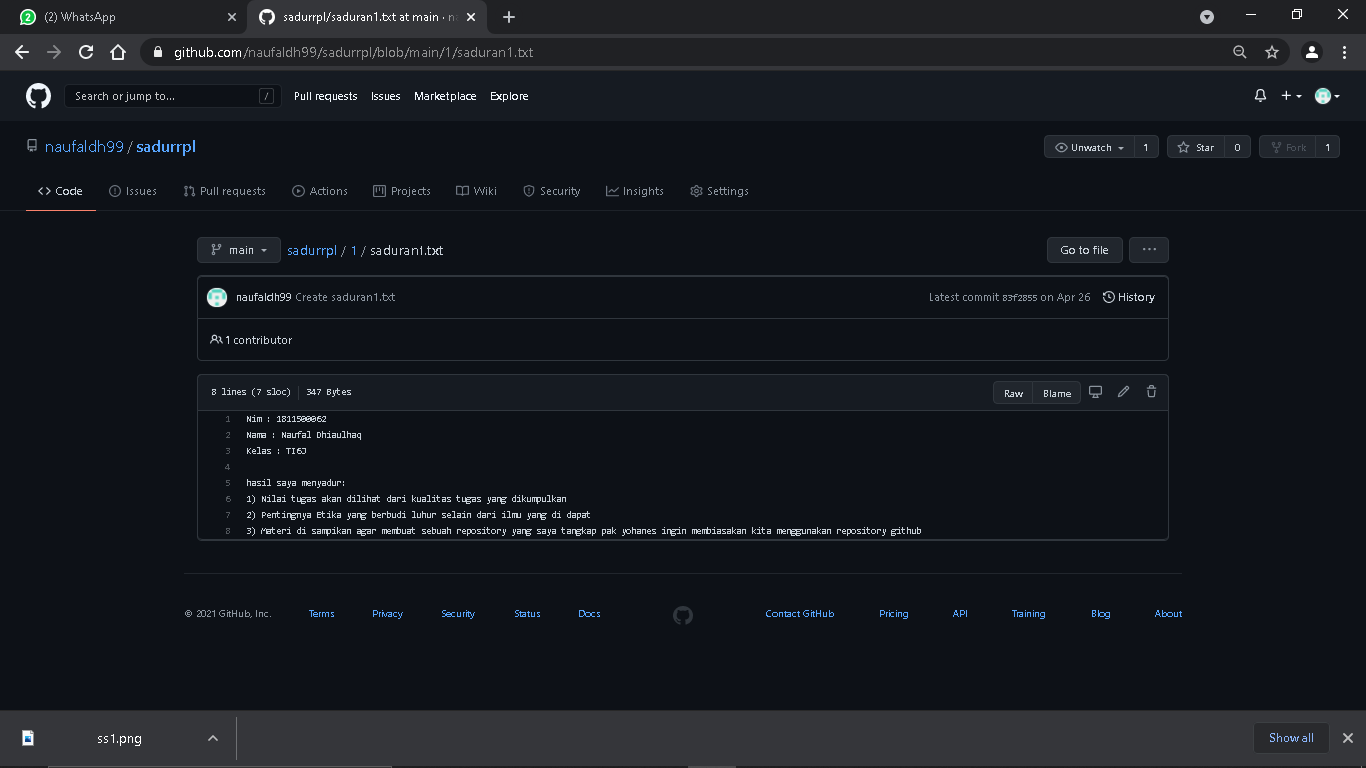 (2) WhatsApp
sadurrpl/saduran1.txt at main ·
github.com/naufaldh99/sadurrpl/blob/main/1/saduran1.txt
Search or jump to...
/
Pull requests
Issues
Marketplace
Explore
naufaldh99 / sadurrpl
Unwatch 1
Star 0
Fork 1
Code
Issues
Pull requests
Actions
Projects
Wiki
Security
Insights
Settings
main
sadurrpl / 1 / saduran1.txt
Go to file
...
naufaldh99 Create saduran1.txt
Latest commit 83f2855 on Apr 26
History
1 contributor
8 lines (7 sloc) 347 Bytes
Raw
Blame
1 Nim : 1811500062
2 Nama : Naufal Dhiaulhaq
3 Kelas : TI6J
4
5 hasil saya menyadur:
6 1) Nilai tugas akan dilihat dari kualitas tugas yang dikumpulkan
7 2) Pentingnya Etika yang berbudi luhur selain dari ilmu yang di dapat
8 3) Materi di sampikan agar membuat sebuah repository yang saya tangkap pak yohanes ingin membiasakan kita menggunakan repository github
© 2021 GitHub, Inc.
Terms
Privacy
Security
Status
Docs
Contact GitHub
Pricing
API
Training
Blog
About
ss1.png
Show all